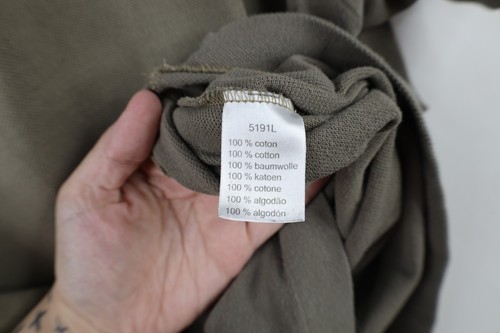 5191L
100 % coton
100 % cotton
100 % baumwolle
100 % katoen
100 % cotone
100 % algodão
100 % algodón